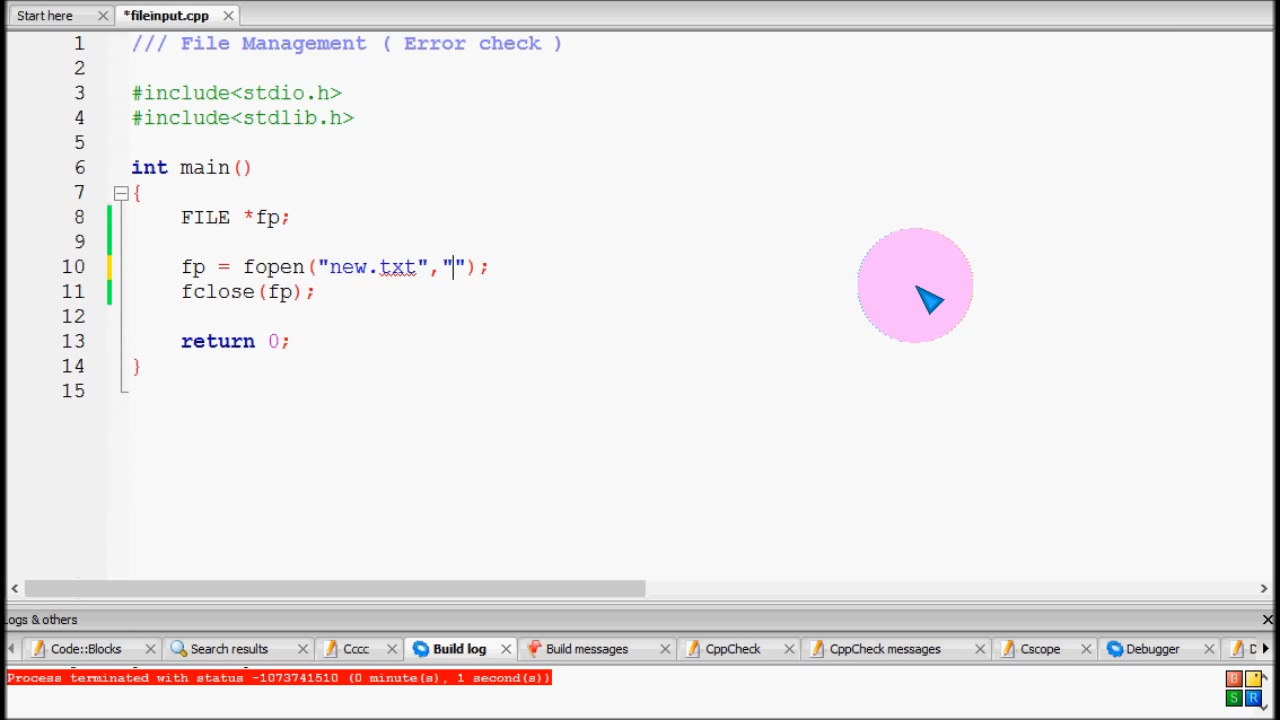 Start here
*fileinput.cpp
1 /// File Management ( Error check )
2
3 #include<stdio.h>
4 #include<stdlib.h>
5
6 int main()
7 {
8 FILE *fp;
9
10 fp = fopen("new.txt","");
11 fclose(fp);
12
13 return 0;
14 }
15
Logs & others
Code::Blocks
Search results
Cccc
Build log
Build messages
CppCheck
CppCheck messages
Cscope
Debugger
D
Process terminated with status -1073741510 (0 minute(s), 1 second(s))
S R